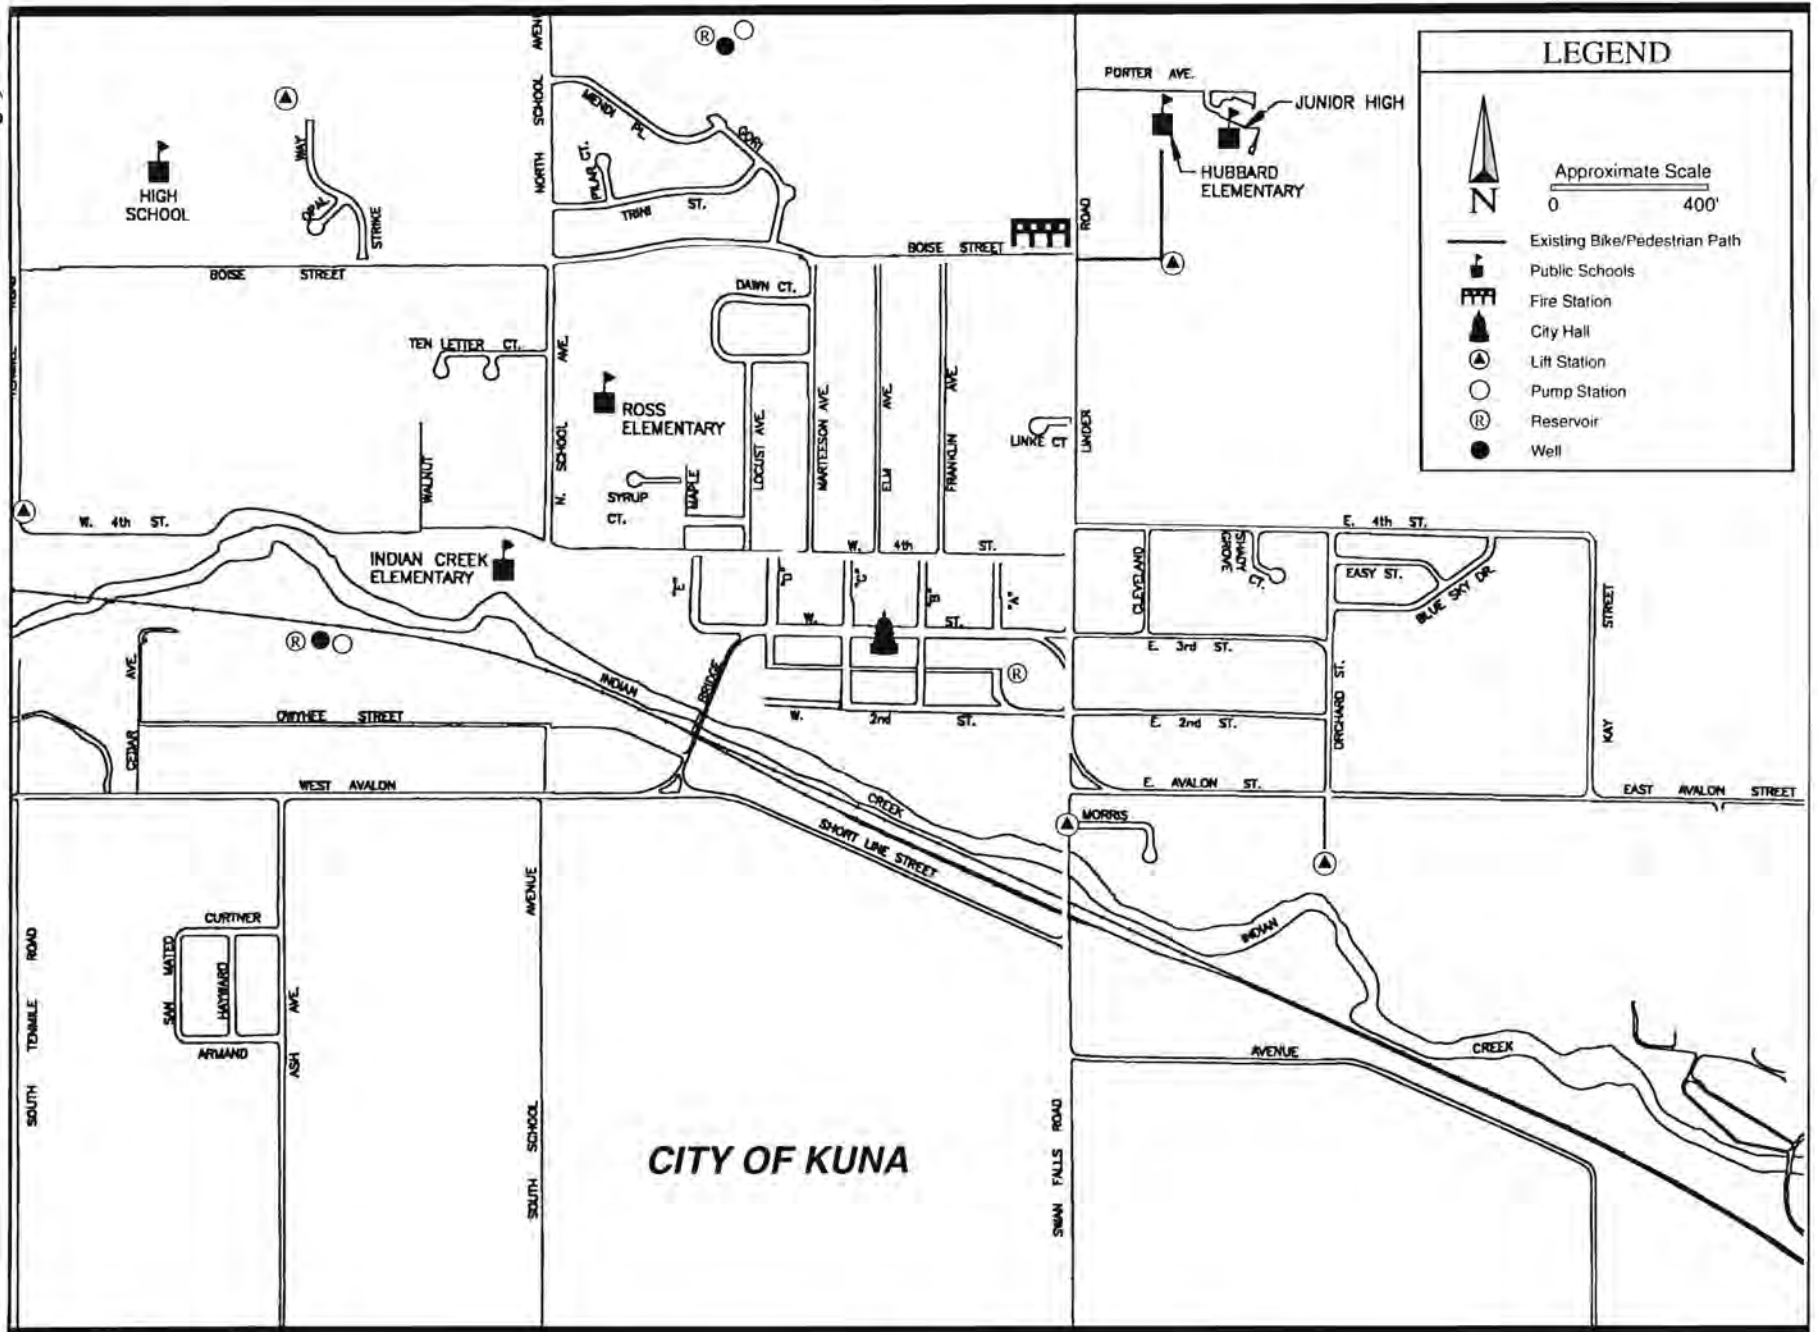 LEGEND
N
Approximate Scale
0 400'
Existing Bike/Pedestrian Path
Public Schools
Fire Station
City Hall
Lift Station
Pump Station
R Reservoir
Well
R
PORTER AVE.
JUNIOR HIGH
HUBBARD
ELEMENTARY
HIGH
SCHOOL
WAY
OPAL
STRIKE
NORTH SCHOOL AVENU
MENDI PL.
GORI
PILAR CT.
TRINI ST.
BOISE STREET
BOISE STREET
ROAD
LINDER
DAWN CT.
TEN LETTER CT.
N. SCHOOL AVE.
ROSS
ELEMENTARY
WALNUT
SYRUP
CT.
MAPLE
LOCUST AVE.
MARTEESON AVE.
ELM AVE.
FRANKLIN AVE.
LINKE CT
W. 4th ST.
W. 4th ST.
E. 4th ST.
INDIAN CREEK
ELEMENTARY
"E"
"D"
"C"
"B"
"A"
CLEVELAND
SHADY
GROVE
CT.
EASY ST.
BLUE SKY DR.
KAY STREET
W. ST.
E. 3rd ST.
R
R
CEDAR AVE.
OWYHEE STREET
INDIAN
BRIDGE
W. 2nd ST.
E. 2nd ST.
ORCHARD ST.
WEST AVALON
E. AVALON ST.
EAST AVALON STREET
CREEK
SHORT LINE STREET
MORRIS
CURTNER
SAN MATEO
HAYWARD
ARMAND
SOUTH TENMILE ROAD
ASH AVE.
SOUTH SCHOOL AVENUE
INDIAN
CREEK
AVENUE
SWAN FALLS ROAD
CITY OF KUNA